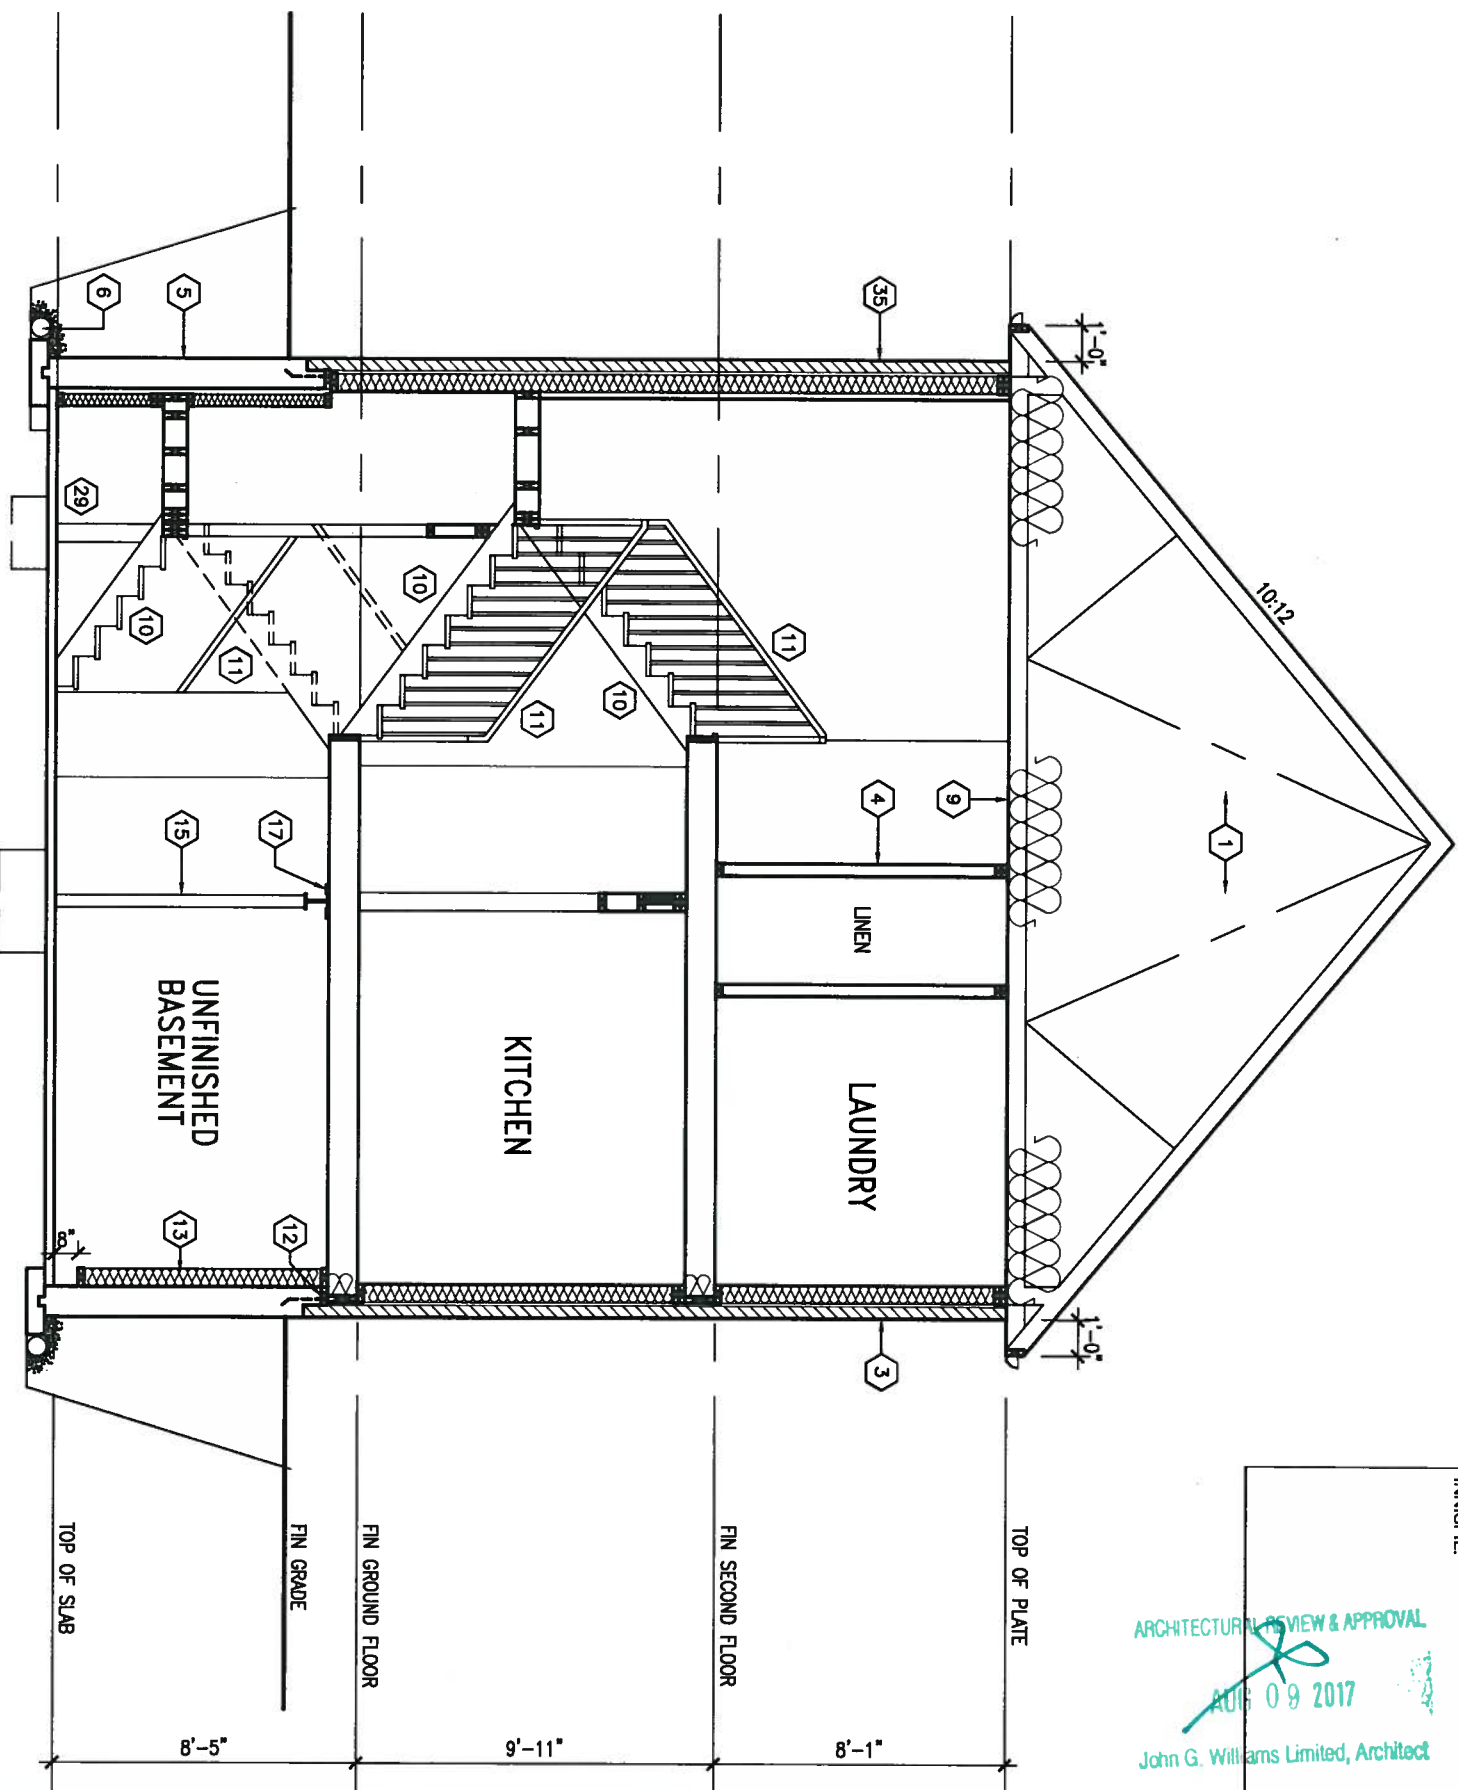 10:12
1'-0"
1'-0"
1
35
9
4
11
LINEN
LAUNDRY
3
10
10
11
KITCHEN
5
6
29
10
11
15
17
UNFINISHED
BASEMENT
13
12
8"
TOP OF PLATE
FIN SECOND FLOOR
FIN GROUND FLOOR
FIN GRADE
TOP OF SLAB
8'-1"
9'-11"
8'-5"
ARCHITECTURAL REVIEW & APPROVAL
AUG 09 2017
John G. Williams Limited, Architect